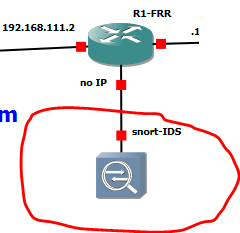 R1-FRR
192.168.111.2
.1
no IP
m
snort-IDS